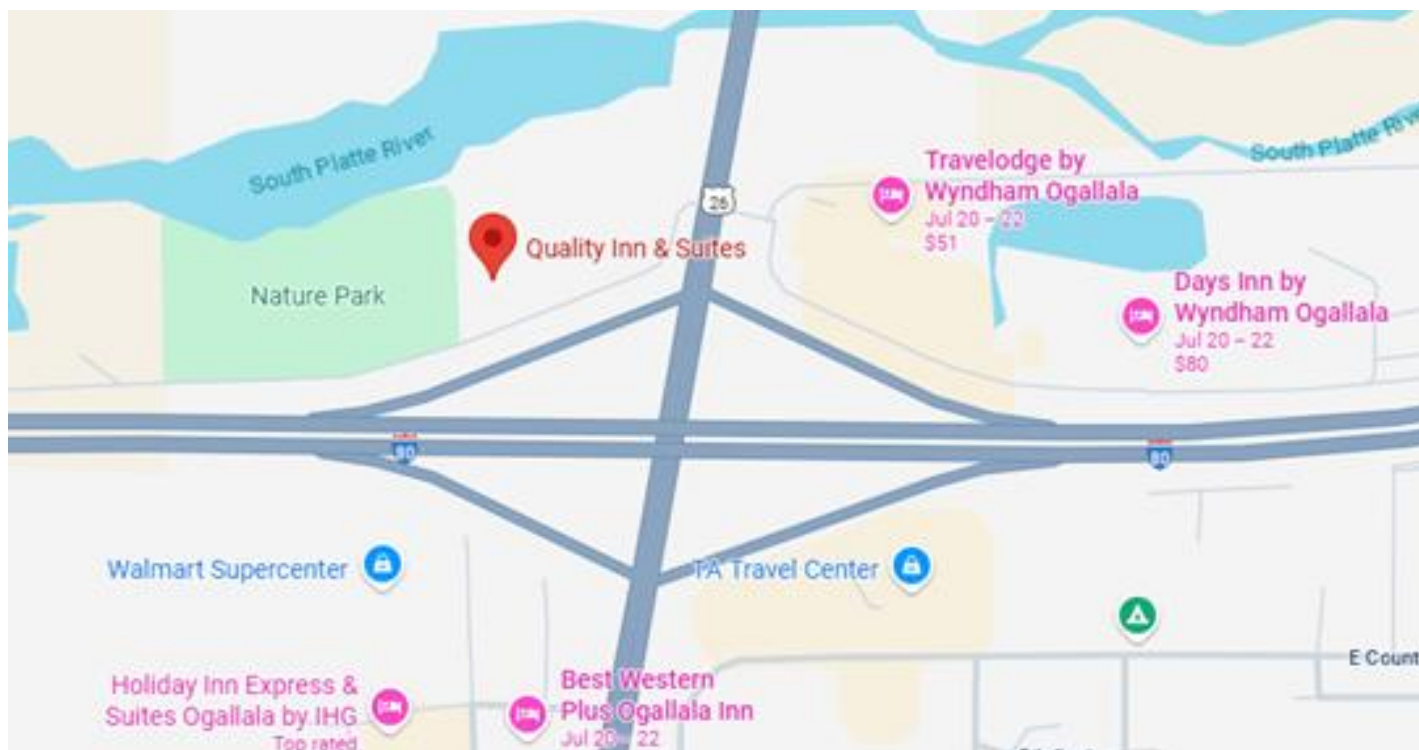 South Platte River
South Platte Rive
26
Travelodge by
Wyndham Ogallala
Jul 20 – 22
$51
Quality Inn & Suites
Nature Park
Days Inn by
Wyndham Ogallala
Jul 20 – 22
$80
80
80
Walmart Supercenter
TA Travel Center
E Count
Holiday Inn Express &
Suites Ogallala by IHG
Top rated
Best Western
Plus Ogallala Inn
Jul 20 – 22